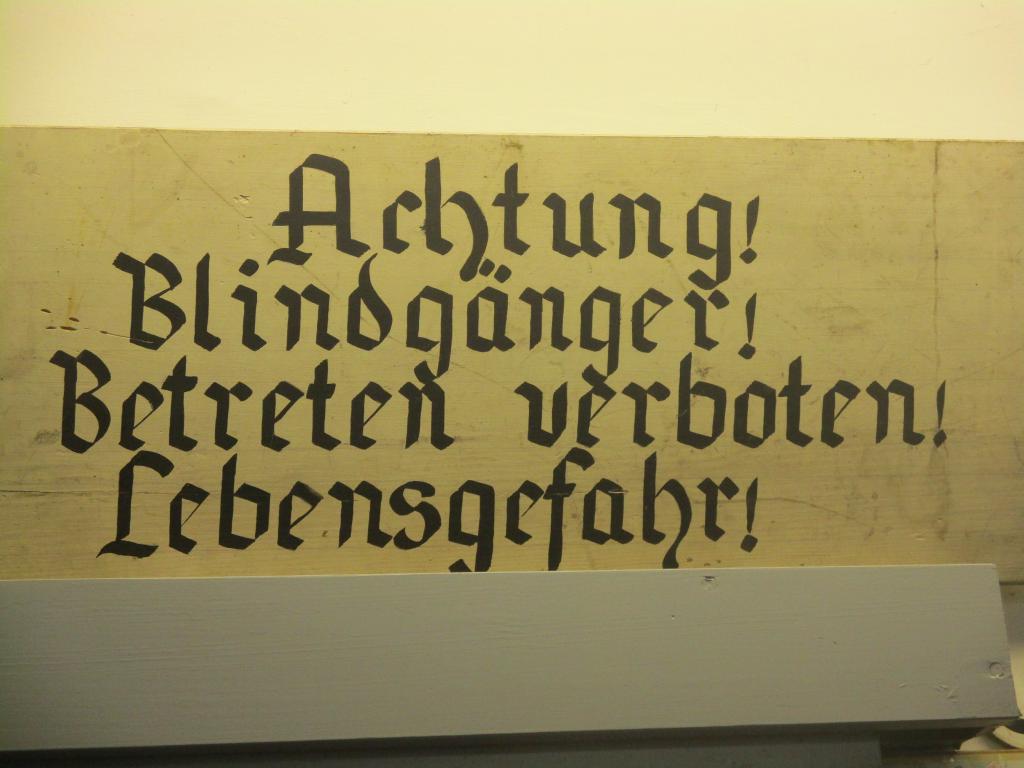 Achtung!
Blindgänger!
Betreten verboten!
Lebensgefahr!